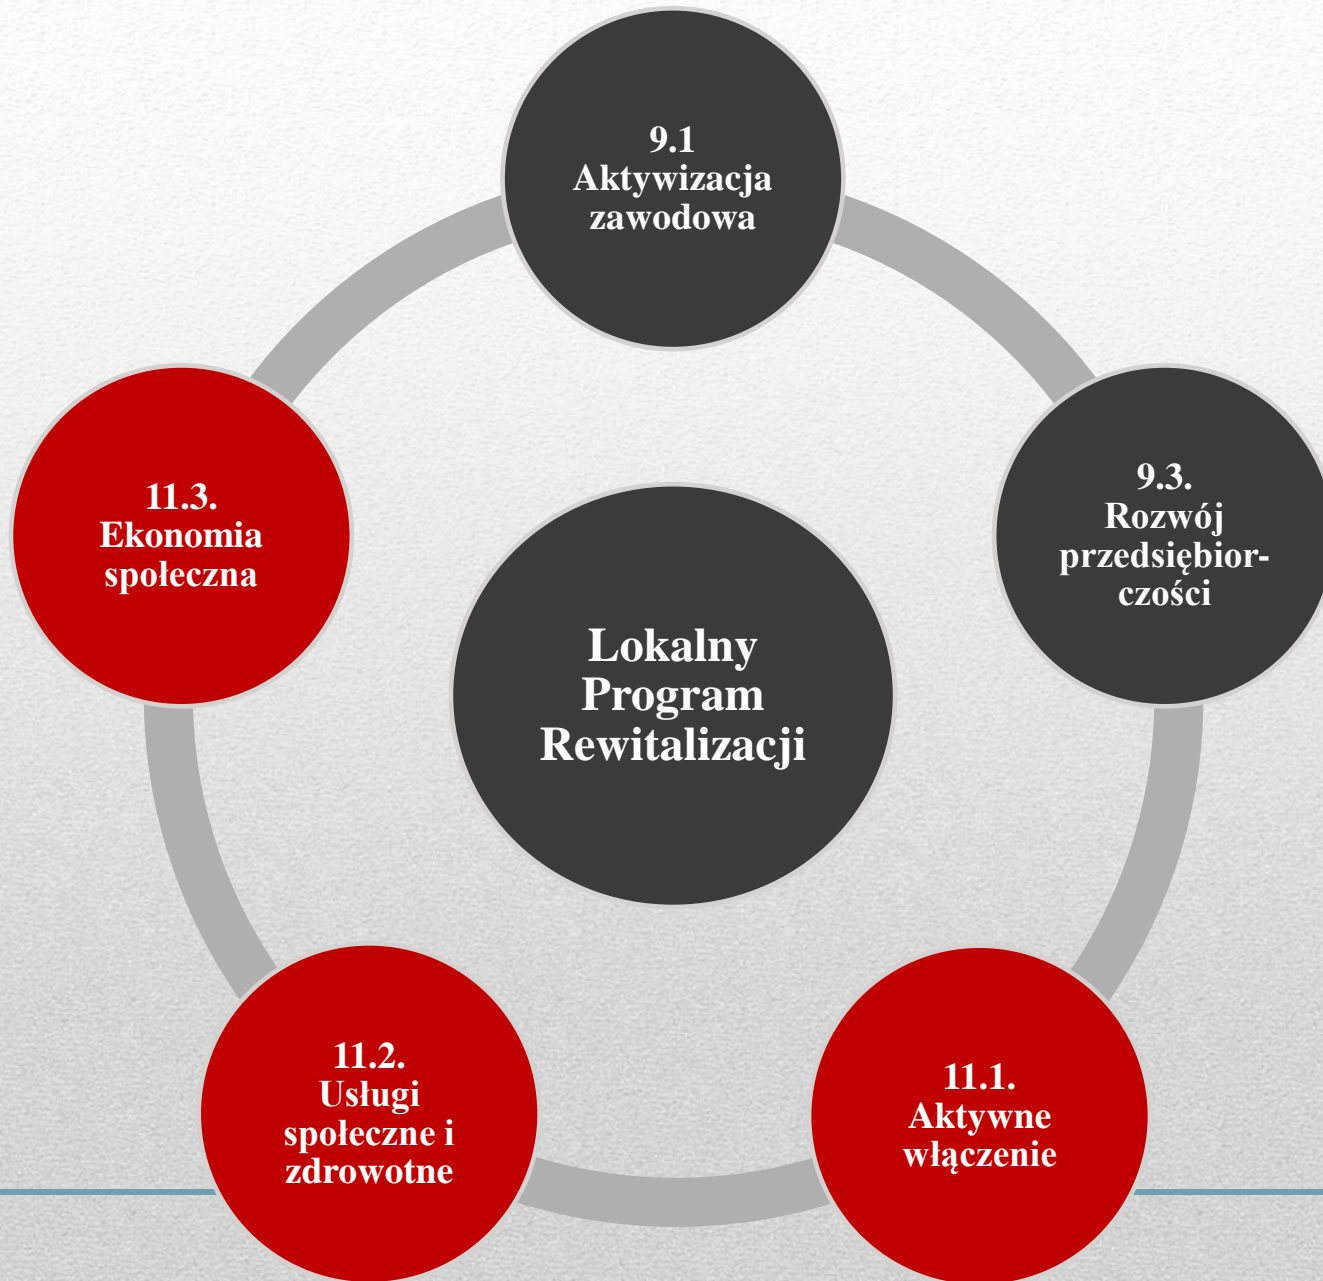 9.1
Aktywizacja
zawodowa
9.3.
Rozwój
przedsiębior-
czości
11.3.
Ekonomia
społeczna
Lokalny
Program
Rewitalizacji
11.2.
Usługi
społeczne i
zdrowotne
11.1.
Aktywne
włączenie